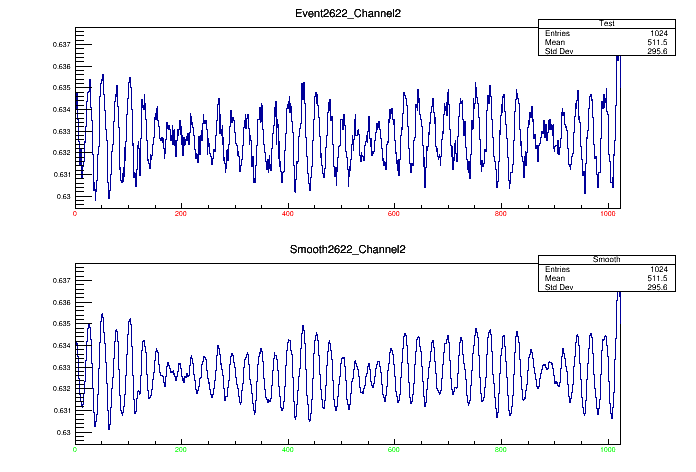 Event2622_Channel2
Test
Entries 1024
Mean 511.5
Std Dev 295.6
0.637
0.636
0.635
0.634
0.633
0.632
0.631
0.63
0 200 400 600 800 1000
Smooth2622_Channel2
Smooth
Entries 1024
Mean 511.5
Std Dev 295.6
0.637
0.636
0.635
0.634
0.633
0.632
0.631
0.63
0 200 400 600 800 1000